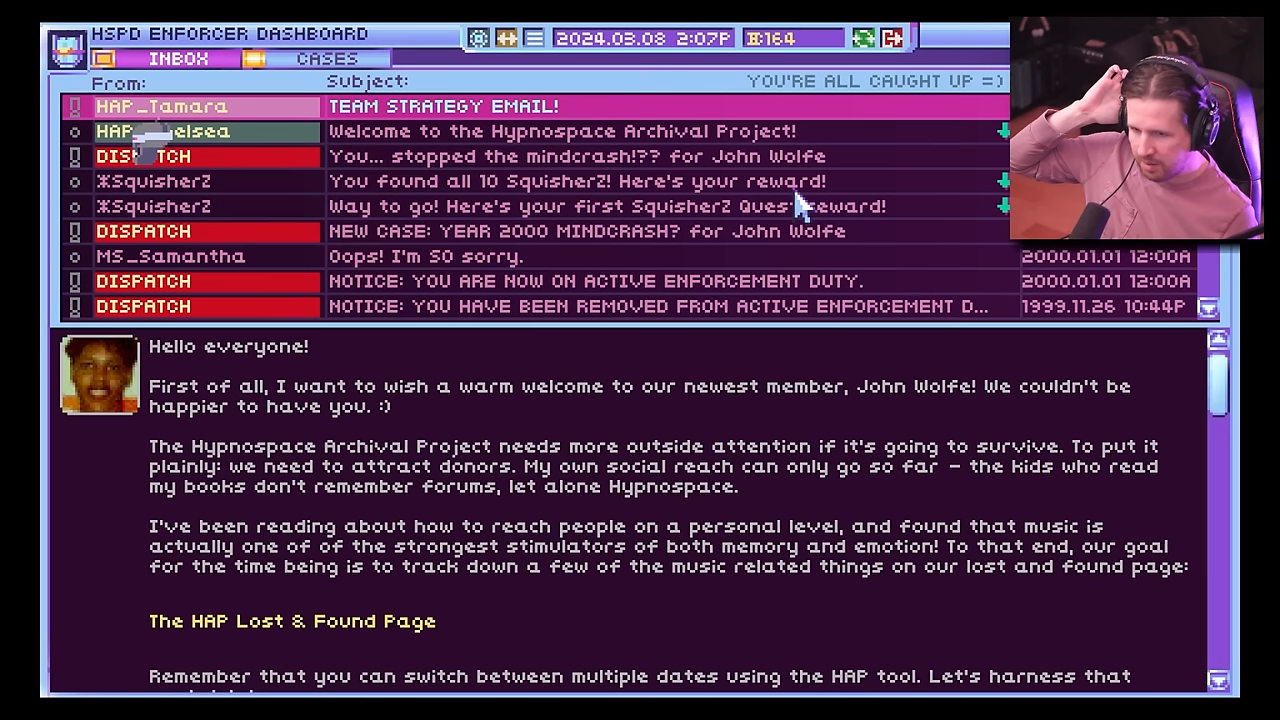 HSPD ENFORCER DASHBOARD
2024.03.08 2:07P
164
INBOX
CASES
From:
Subject:
YOU'RE ALL CAUGHT UP =)
HAP_Tamara
TEAM STRATEGY EMAIL!
Welcome to the Hypnospace Archival Project!
DISPATCH
You... stopped the mindcrash!?? for John Wolfe
ӜSquisherZ
You found all 10 SquisherZ! Here's your reward!
ӜSquisherZ
Way to go! Here's your first SquisherZ Quest reward!
DISPATCH
NEW CASE: YEAR 2000 MINDCRASH? for John Wolfe
MS_Samantha
Oops! I'm SO sorry.
2000.01.01 12:00A
DISPATCH
NOTICE: YOU ARE NOW ON ACTIVE ENFORCEMENT DUTY.
2000.01.01 12:00A
DISPATCH
NOTICE: YOU HAVE BEEN REMOVED FROM ACTIVE ENFORCEMENT D...
1999.11.26 10:44P
Hello everyone!
First of all, I want to wish a warm welcome to our newest member, John Wolfe! We couldn't be
happier to have you. :)
The Hypnospace Archival Project needs more outside attention if it's going to survive. To put it
plainly: we need to attract donors. My own social reach can only go so far - the kids who read
my books don't remember forums, let alone Hypnospace.
I've been reading about how to reach people on a personal level, and found that music is
actually one of of the strongest stimulators of both memory and emotion! To that end, our goal
for the time being is to track down a few of the music related things on our lost and found page:
The HAP Lost & Found Page
Remember that you can switch between multiple dates using the HAP tool. Let's harness that